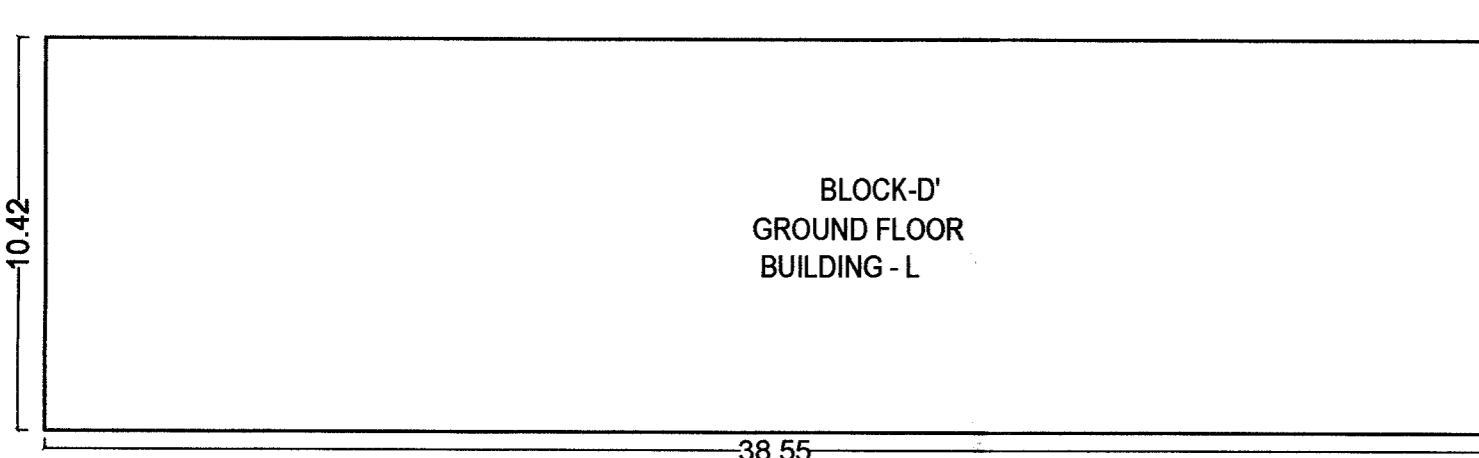 BLOCK-D'
GROUND FLOOR
BUILDING - L
10.42
38.55